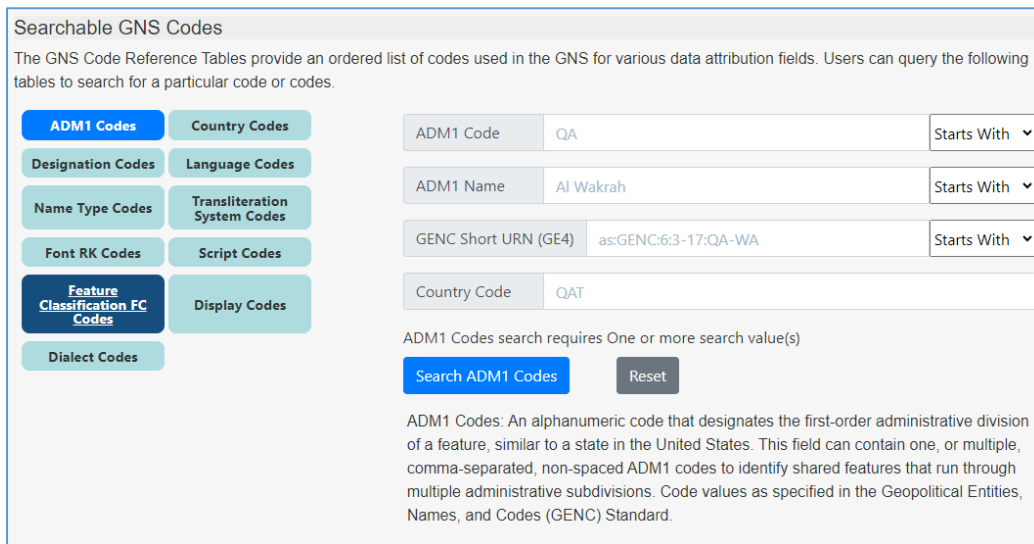 Searchable GNS Codes
The GNS Code Reference Tables provide an ordered list of codes used in the GNS for various data attribution fields. Users can query the following
tables to search for a particular code or codes.
ADM1 Codes
Country Codes
Designation Codes
Language Codes
Name Type Codes
Transliteration
System Codes
Font RK Codes
Script Codes
Feature
Classification FC
Codes
Display Codes
Dialect Codes
ADM1 Code QA Starts With
ADM1 Name Al Wakrah Starts With
GENC Short URN (GE4) as:GENC:6:3-17:QA-WA Starts With
Country Code QAT
ADM1 Codes search requires One or more search value(s)
Search ADM1 Codes Reset
ADM1 Codes: An alphanumeric code that designates the first-order administrative division
of a feature, similar to a state in the United States. This field can contain one, or multiple,
comma-separated, non-spaced ADM1 codes to identify shared features that run through
multiple administrative subdivisions. Code values as specified in the Geopolitical Entities,
Names, and Codes (GENC) Standard.